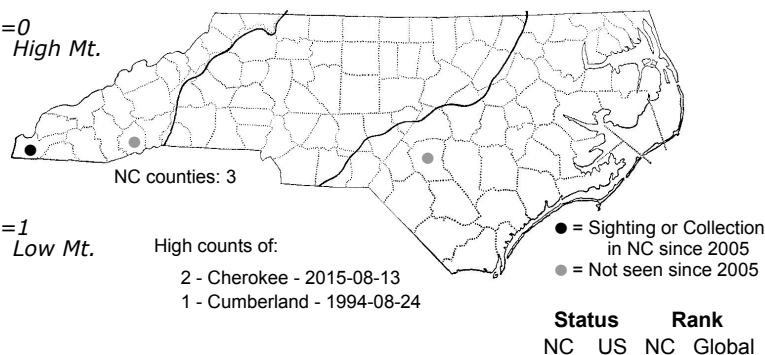 =0
High Mt.
NC counties: 3
=1
Low Mt.
High counts of:
2 - Cherokee - 2015-08-13
1 - Cumberland - 1994-08-24
● = Sighting or Collection
in NC since 2005
● = Not seen since 2005
Status Rank
NC US NC Global